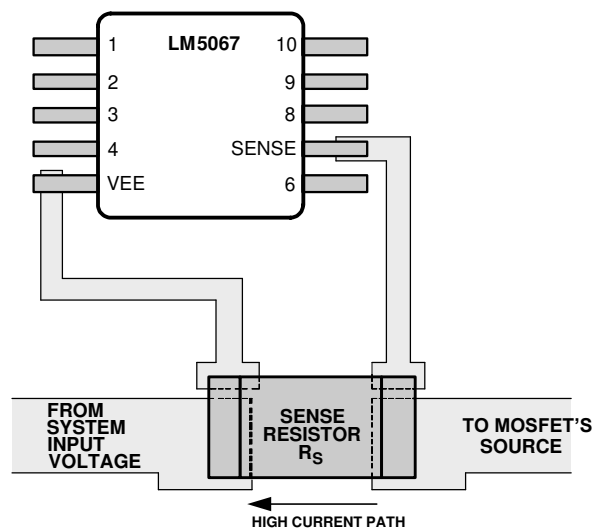 LM5067
1
10
2
9
3
8
4
SENSE
VEE
6
FROM
SYSTEM
INPUT
VOLTAGE
SENSE
RESISTOR
RS
TO MOSFET'S
SOURCE
HIGH CURRENT PATH